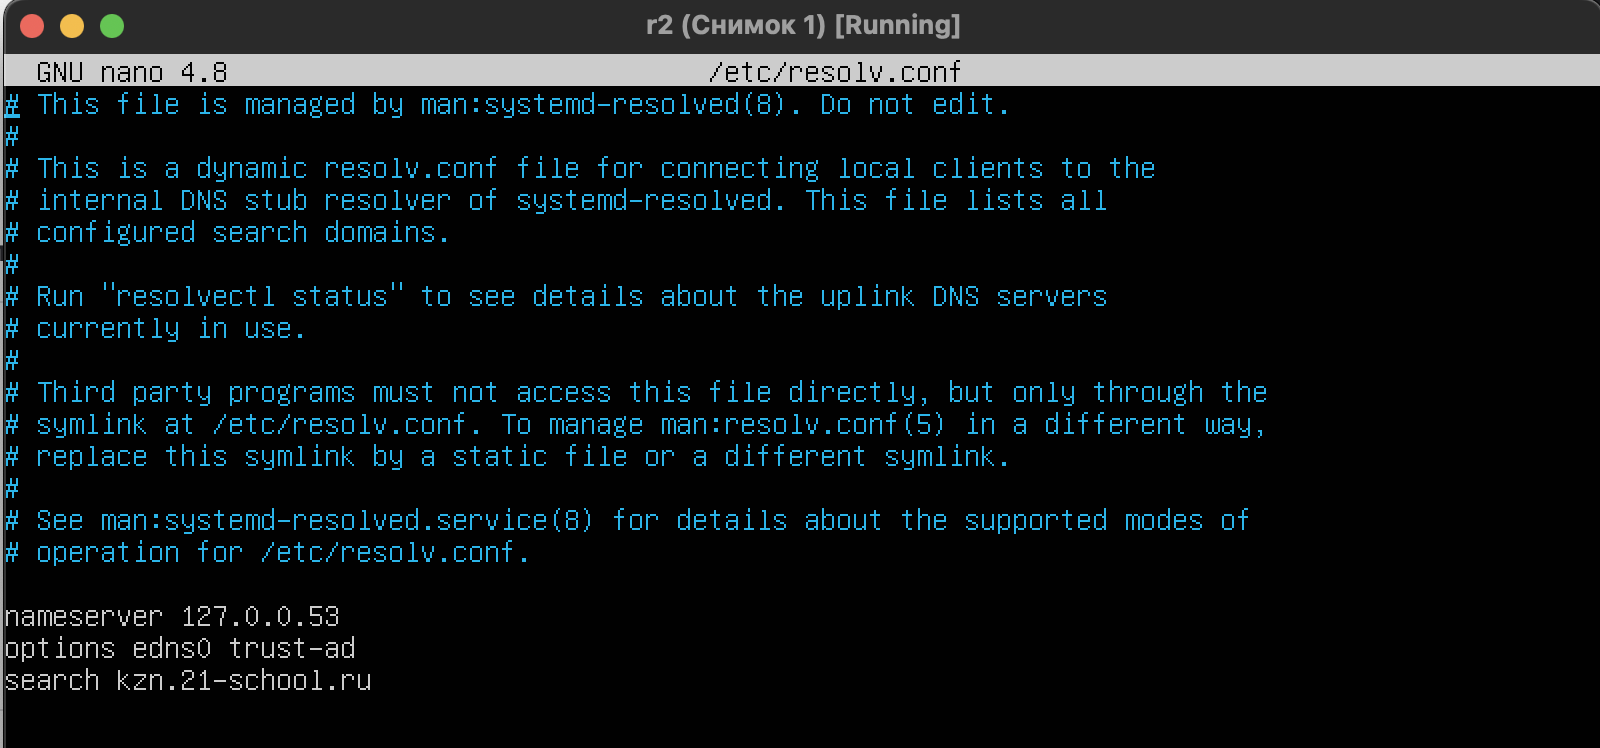 r2 (Снимок 1) [Running]
GNU nano 4.8 /etc/resolv.conf
# This file is managed by man:systemd-resolved(8). Do not edit.
#
# This is a dynamic resolv.conf file for connecting local clients to the
# internal DNS stub resolver of systemd-resolved. This file lists all
# configured search domains.
#
# Run "resolvectl status" to see details about the uplink DNS servers
# currently in use.
#
# Third party programs must not access this file directly, but only through the
# symlink at /etc/resolv.conf. To manage man:resolv.conf(5) in a different way,
# replace this symlink by a static file or a different symlink.
#
# See man:systemd-resolved.service(8) for details about the supported modes of
# operation for /etc/resolv.conf.
nameserver 127.0.0.53
options edns0 trust-ad
search kzn.21-school.ru